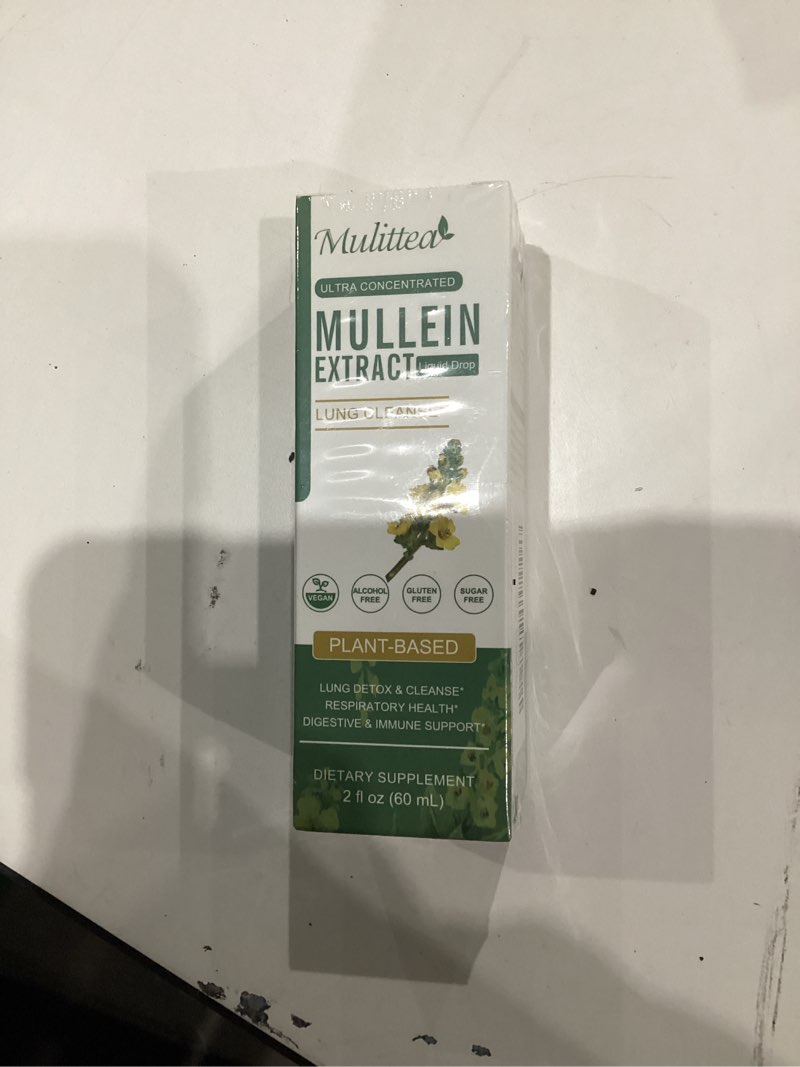 Mulittea
ULTRA CONCENTRATED
MULLEIN
EXTRACT Liquid Drop
LUNG CLEANSE
VEGAN
ALCOHOL FREE
GLUTEN FREE
SUGAR FREE
PLANT-BASED
LUNG DETOX & CLEANSE*
RESPIRATORY HEALTH*
DIGESTIVE & IMMUNE SUPPORT*
DIETARY SUPPLEMENT
2 fl oz (60 mL)